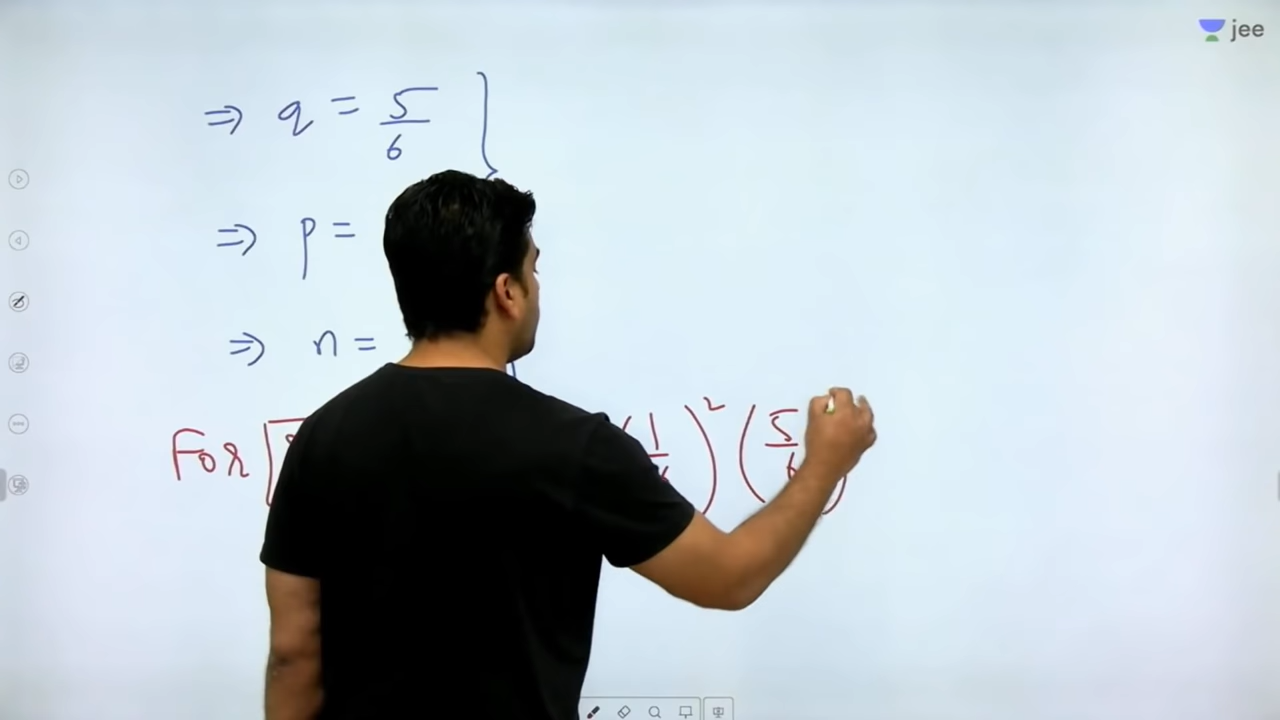 jee
⇒ q = 5/6 }
⇒ p =
⇒ n =
For (1/6)² (5/6)